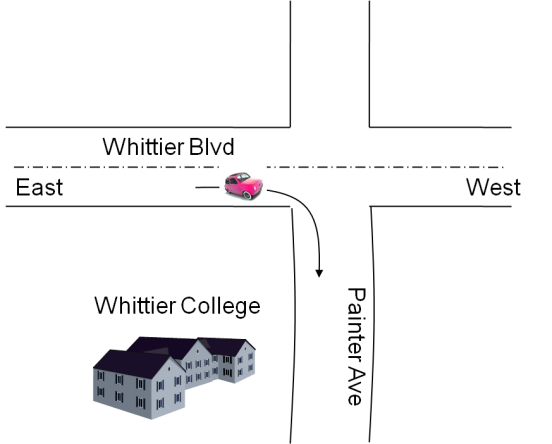 Whittier Blvd
East
West
Whittier College
Painter Ave